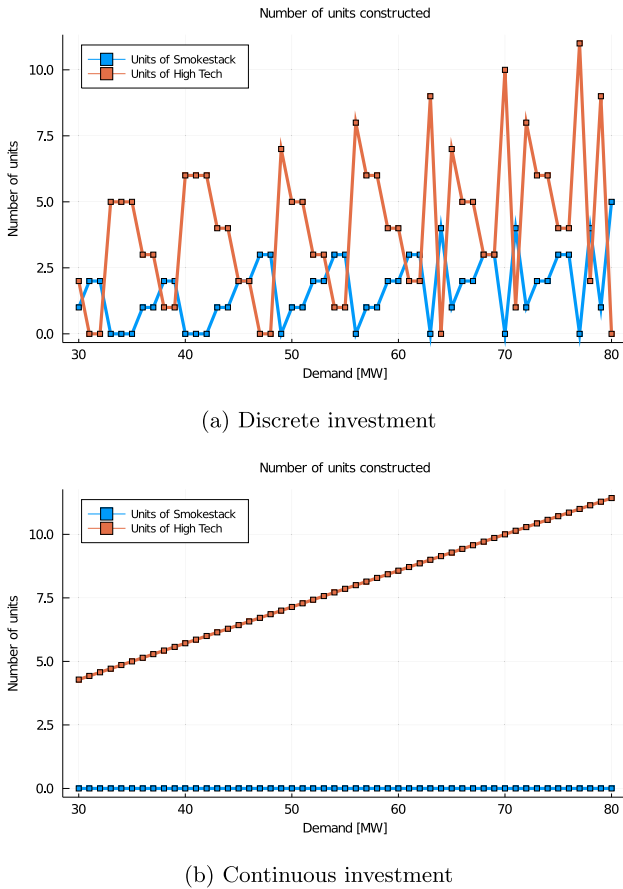 Number of units constructed
Units of Smokestack
Units of High Tech
Number of units
10.0
7.5
5.0
2.5
0.0
30 40 50 60 70 80
Demand [MW]
(a) Discrete investment
Number of units constructed
Units of Smokestack
Units of High Tech
Number of units
10.0
7.5
5.0
2.5
0.0
30 40 50 60 70 80
Demand [MW]
(b) Continuous investment